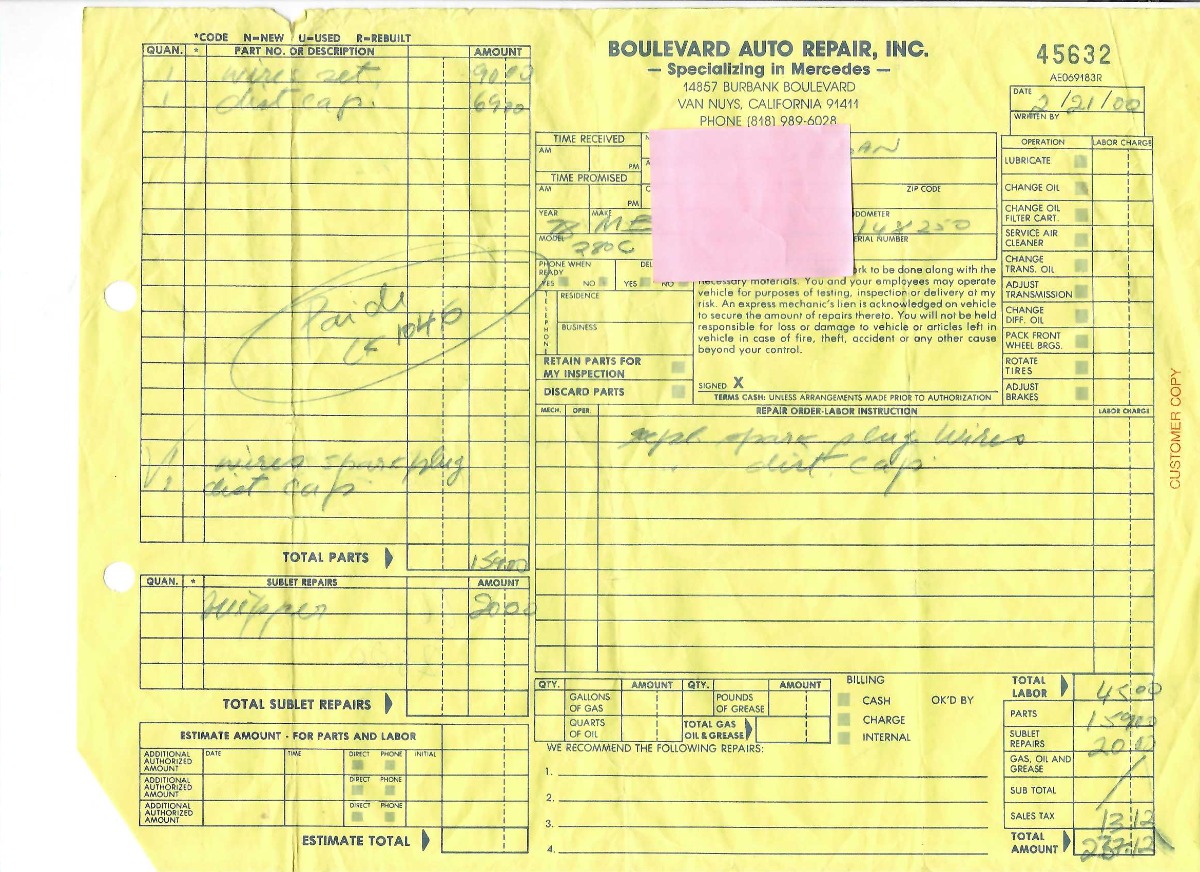 *CODE N=NEW U=USED R=REBUILT
QUAN. * PART NO. OR DESCRIPTION AMOUNT
1 wires set 90 00
1 dist cap. 69 00
Paid
1046
wires spark plug
dist cap.
TOTAL PARTS 159.00
QUAN. * SUBLET REPAIRS AMOUNT
2000
TOTAL SUBLET REPAIRS
ESTIMATE AMOUNT - FOR PARTS AND LABOR
ADDITIONAL AUTHORIZED AMOUNT DATE TIME DIRECT PHONE INITIAL
ADDITIONAL AUTHORIZED AMOUNT DIRECT PHONE
ADDITIONAL AUTHORIZED AMOUNT DIRECT PHONE
ESTIMATE TOTAL
BOULEVARD AUTO REPAIR, INC.
— Specializing in Mercedes —
14857 BURBANK BOULEVARD
VAN NUYS, CALIFORNIA 91411
PHONE (818) 989-6028
45632
AE069183R
DATE 2/21/00
WRITTEN BY
TIME RECEIVED
AM PM
TIME PROMISED
AM PM
ZIP CODE
YEAR MAKE
78 ME
148250
MODEL
280C
PHONE WHEN READY
YES NO YES NO
TELEPHONE
RESIDENCE
BUSINESS
RETAIN PARTS FOR
MY INSPECTION
DISCARD PARTS
rk to be done along with the
necessary materials. You and your employees may operate
vehicle for purposes of testing, inspection or delivery at my
risk. An express mechanic's lien is acknowledged on vehicle
to secure the amount of repairs thereto. You will not be held
responsible for loss or damage to vehicle or articles left in
vehicle in case of fire, theft, accident or any other cause
beyond your control.
SIGNED X
TERMS CASH: UNLESS ARRANGEMENTS MADE PRIOR TO AUTHORIZATION
OPERATION LABOR CHARGE
LUBRICATE
CHANGE OIL
CHANGE OIL FILTER CART.
SERVICE AIR CLEANER
CHANGE TRANS. OIL
ADJUST TRANSMISSION
CHANGE DIFF. OIL
PACK FRONT WHEEL BRGS.
ROTATE TIRES
ADJUST BRAKES
MECH. OPER. REPAIR ORDER-LABOR INSTRUCTION LABOR CHARGE
repl. spark plug wires
dist. cap.
CUSTOMER COPY
QTY. AMOUNT QTY. AMOUNT
GALLONS OF GAS POUNDS OF GREASE
QUARTS OF OIL TOTAL GAS OIL & GREASE
BILLING
CASH OK'D BY
CHARGE
INTERNAL
WE RECOMMEND THE FOLLOWING REPAIRS:
1.
2.
3.
4.
TOTAL LABOR 45.00
PARTS 159.00
SUBLET REPAIRS 20.00
GAS, OIL AND GREASE
SUB TOTAL
SALES TAX 13.12
TOTAL AMOUNT 237.12